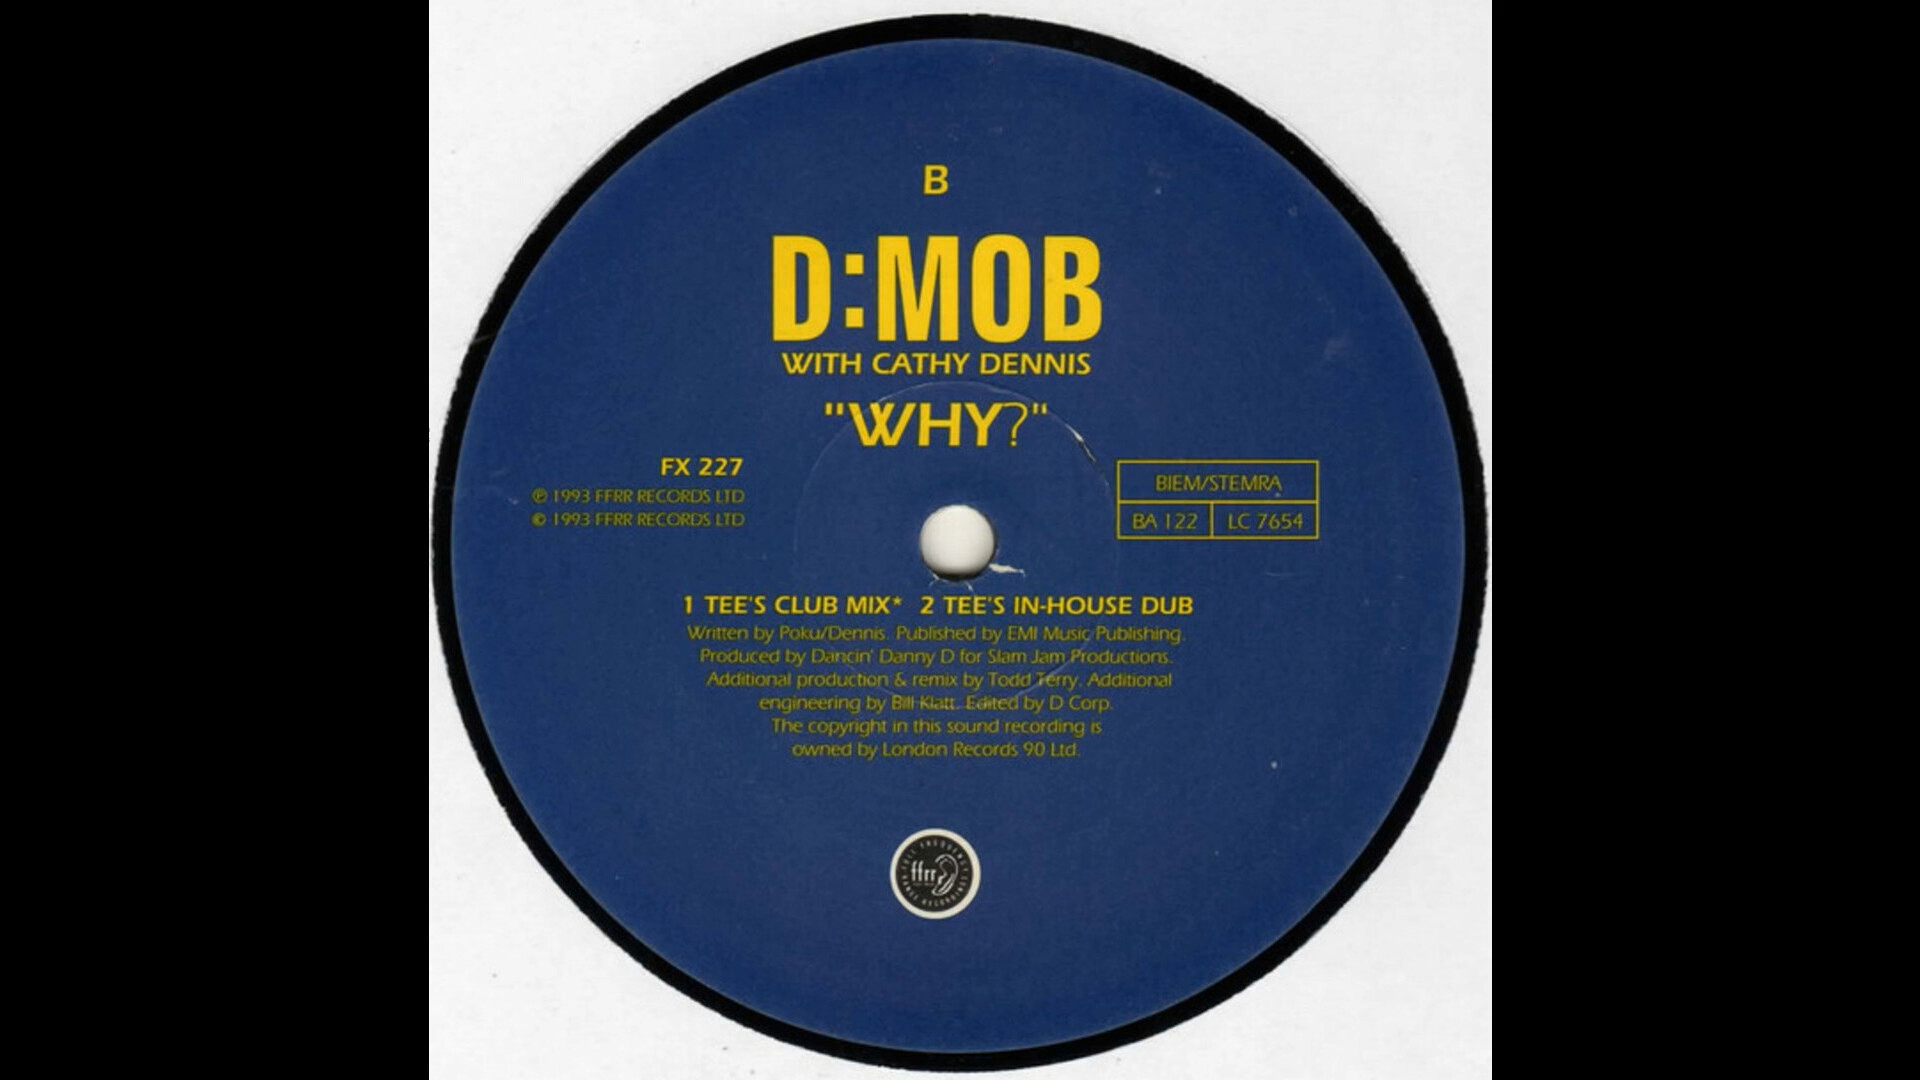 B
D:MOB
WITH CATHY DENNIS
"WHY?"
FX 227
℗ 1993 FFRR RECORDS LTD
© 1993 FFRR RECORDS LTD
BIEM/STEMRA
BA 122 LC 7654
1 TEE'S CLUB MIX* 2 TEE'S IN-HOUSE DUB
Written by Poku/Dennis. Published by EMI Music Publishing.
Produced by Dancin' Danny D for Slam Jam Productions.
Additional production & remix by Todd Terry. Additional
engineering by Bill Klatt. Edited by D Corp.
The copyright in this sound recording is
owned by London Records 90 Ltd.
ffrr